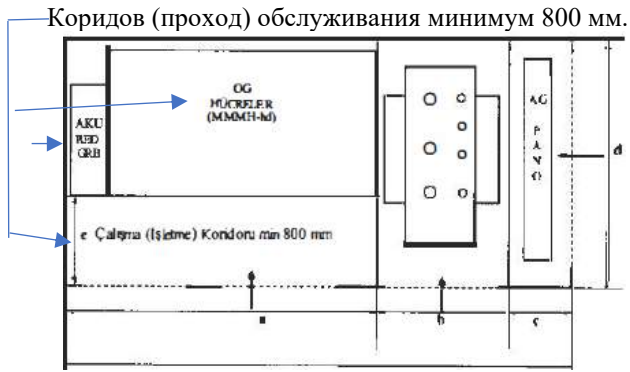 Коридов (проход) обслуживания минимум 800 мм.
OG
HÜCRELER
(MMMH-hd)
AKU
RED
GRB
AG
P
A
N
O
d
e Çalışma (İşletme) Koridoru min 800 mm
a
b
c